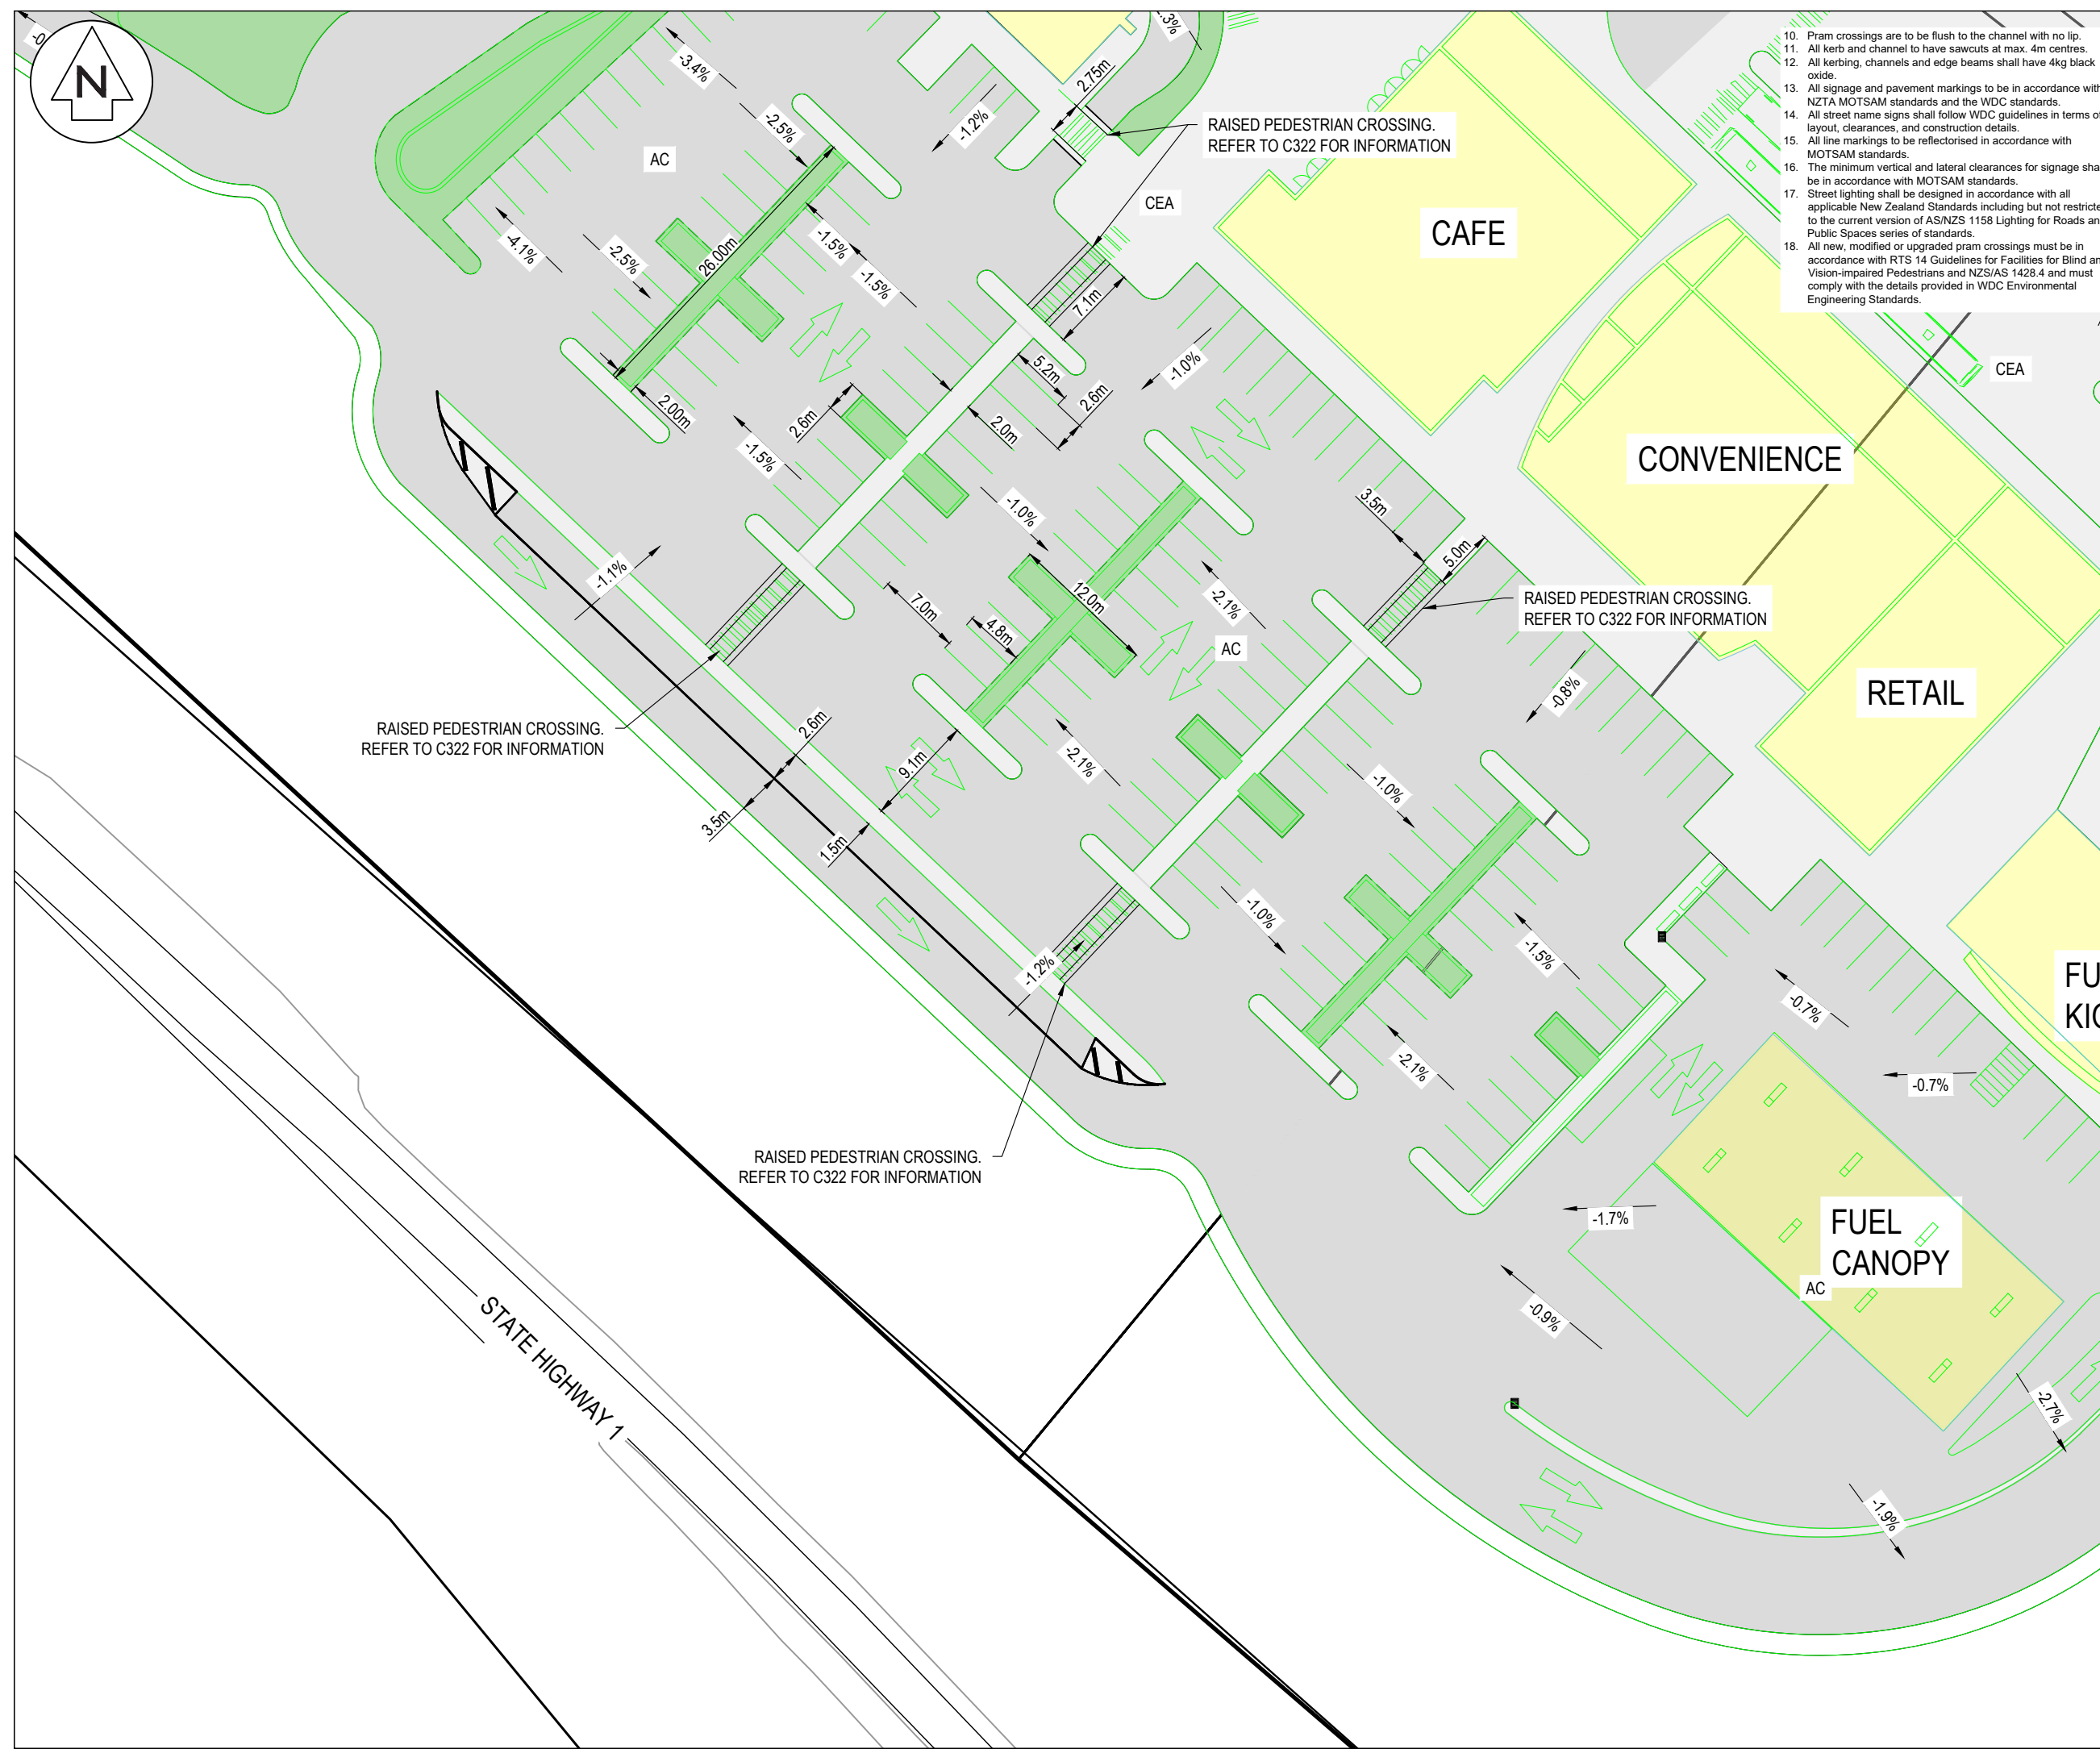 N
10. Pram crossings are to be flush to the channel with no lip.
11. All kerb and channel to have sawcuts at max. 4m centres.
12. All kerbing, channels and edge beams shall have 4kg black
oxide.
13. All signage and pavement markings to be in accordance with
NZTA MOTSAM standards and the WDC standards.
14. All street name signs shall follow WDC guidelines in terms of
layout, clearances, and construction details.
15. All line markings to be reflectorised in accordance with
MOTSAM standards.
16. The minimum vertical and lateral clearances for signage
be in accordance with MOTSAM standards.
17. Street lighting shall be designed in accordance with all
applicable New Zealand Standards including but not
to the current version of AS/NZS 1158 Lighting for Roads
Public Spaces series of standards.
18. All new, modified or upgraded pram crossings must be in
accordance with RTS 14 Guidelines for Facilities for Blind
Vision-impaired Pedestrians and NZS/AS 1428.4 and must
comply with the details provided in WDC Environmental
Engineering Standards.
-3.4%
-2.5%
-1.2%
2.75m
RAISED PEDESTRIAN CROSSING.
REFER TO C322 FOR INFORMATION
AC
CEA
CAFE
-4.1%
-2.5%
26.00m
-1.5%
-1.5%
7.1m
5.2m
2.6m
-1.0%
CEA
2.00m
2.6m
2.0m
-1.5%
CONVENIENCE
-1.0%
3.5m
5.0m
-1.1%
7.0m
4.8m
12.0m
-2.1%
AC
RAISED PEDESTRIAN CROSSING.
REFER TO C322 FOR INFORMATION
RETAIL
-0.8%
RAISED PEDESTRIAN CROSSING.
REFER TO C322 FOR INFORMATION
2.6m
9.1m
-2.1%
-1.0%
3.5m
1.5m
-1.0%
-1.5%
-1.2%
-0.7%
-2.1%
-0.7%
RAISED PEDESTRIAN CROSSING.
REFER TO C322 FOR INFORMATION
-1.7%
FUEL
CANOPY
AC
-0.9%
STATE HIGHWAY 1
-2.7%
-1.9%